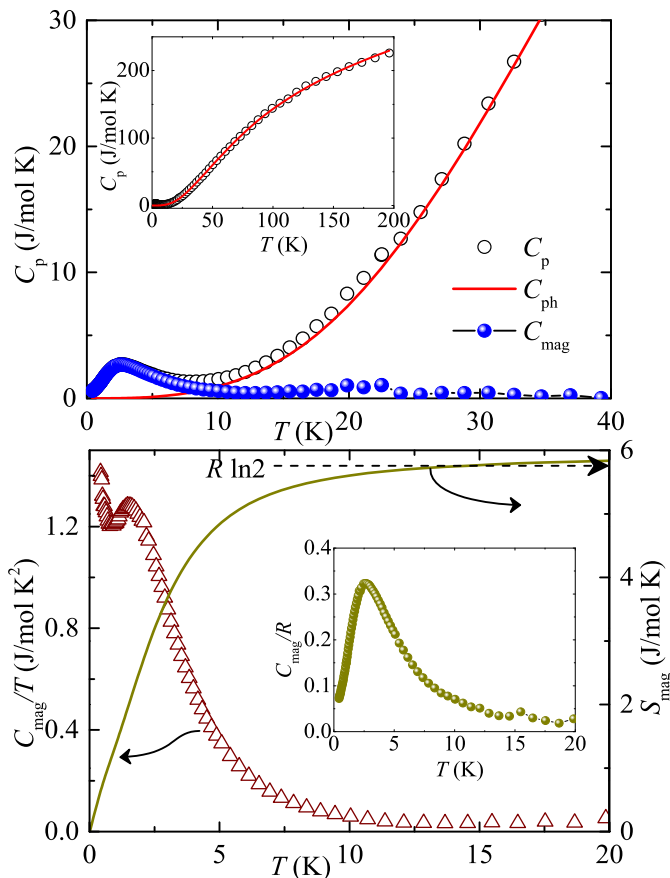 30
20
10
0
C_p (J/mol K)
200
100
0
C_p (J/mol K)
0 50 100 150 200
T (K)
C_p
C_ph
C_mag
0 10 20 30 40
T (K)
R ln2
1.2
0.8
0.4
0.0
C_mag/T (J/mol K²)
6
4
2
0
S_mag (J/mol K)
0.4
0.3
0.2
0.1
0.0
C_mag/R
0 5 10 15 20
T (K)
0 5 10 15 20
T (K)